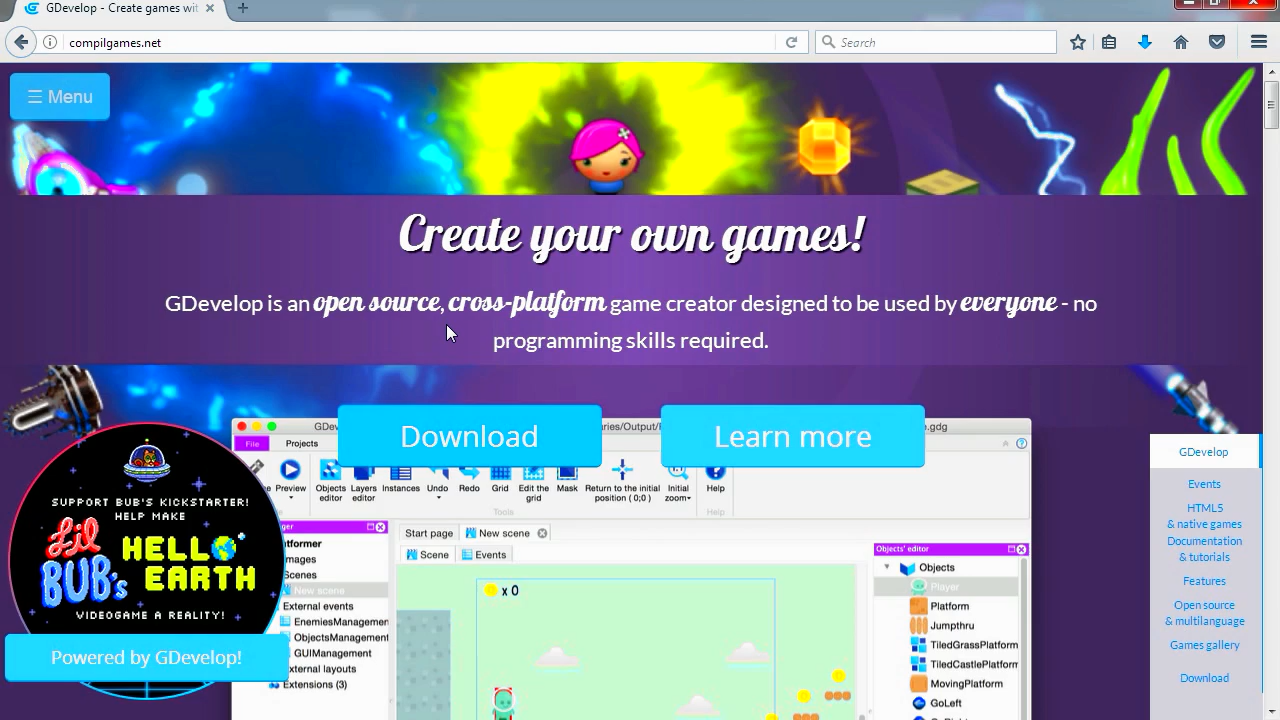 GDevelop - Create games wit
compilgames.net
Search
☰ Menu
Create your own games!
GDevelop is an open source, cross-platform game creator designed to be used by everyone - no
programming skills required.
Download
Learn more
.gdg
File
Projects
Preview
Objects editor
Layers editor
Instances
Undo
Redo
Grid
Edit the grid
Mask
Return to the initial position ( 0;0 )
Initial zoom
Help
Tools
Help
Start page
New scene
Scene
Events
x 0
Images
Scenes
New scene
External events
EnemiesManagemen
ObjectsManagement
GUIManagement
External layouts
Extensions (3)
Objects' editor
Objects
Player
Platform
Jumpthru
TiledGrassPlatform
TiledCastlePlatform
MovingPlatform
GoLeft
SUPPORT BUB'S KICKSTARTER!
HELP MAKE
Lil BUB's
HELLO
EARTH
VIDEOGAME A REALITY!
Powered by GDevelop!
GDevelop
Events
HTML5
& native games
Documentation
& tutorials
Features
Open source
& multilanguage
Games gallery
Download